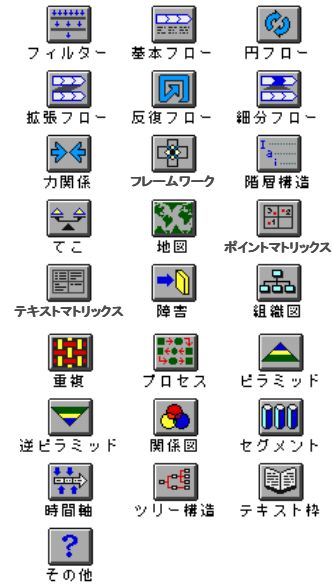 フィルター 基本フロー 円フロー
拡張フロー 反復フロー 細分フロー
力関係 フレームワーク 階層構造
てこ 地図 ポイントマトリックス
テキストマトリックス 障害 組織図
重複 プロセス ピラミッド
逆ピラミッド 関係図 セグメント
時間軸 ツリー構造 テキスト枠
?
その他